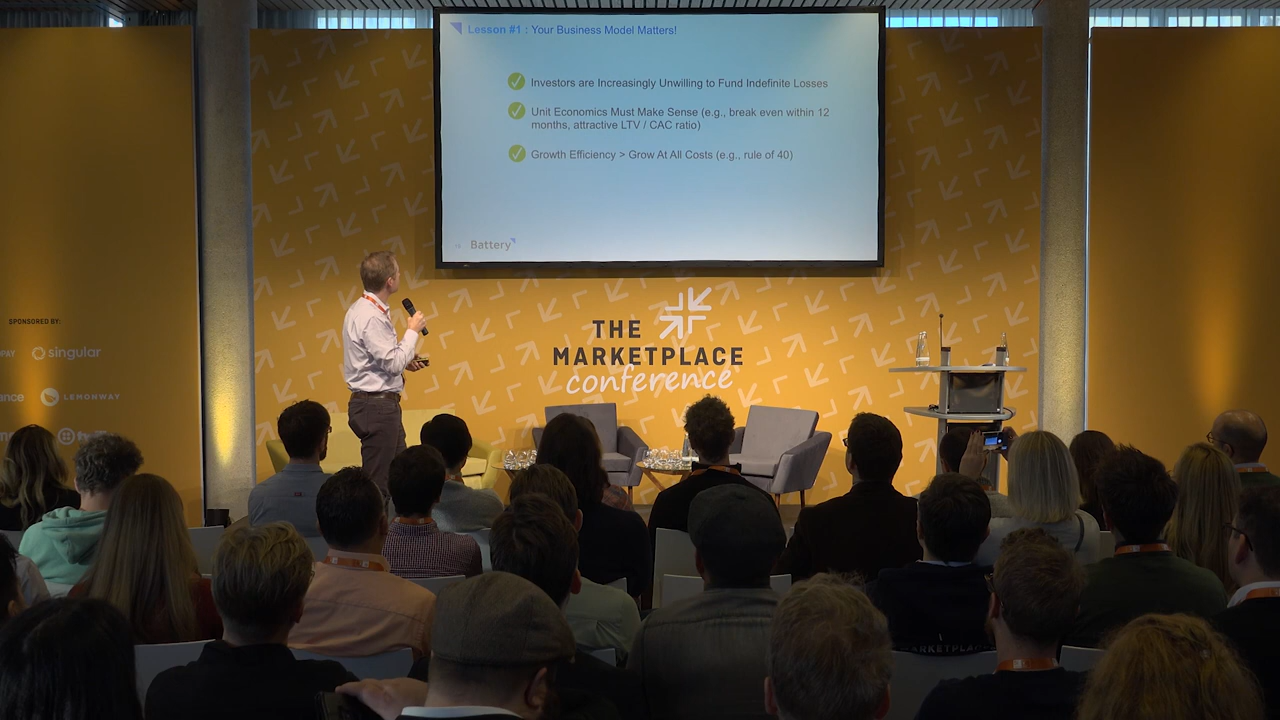 Lesson #1 : Your Business Model Matters!
Investors are Increasingly Unwilling to Fund Indefinite Losses
Unit Economics Must Make Sense (e.g., break even within 12
months, attractive LTV / CAC ratio)
Growth Efficiency > Grow At All Costs (e.g., rule of 40)
Battery
THE
MARKETPLACE
conference
SPONSORED BY:
PAY
singular
ance
LEMONWAY